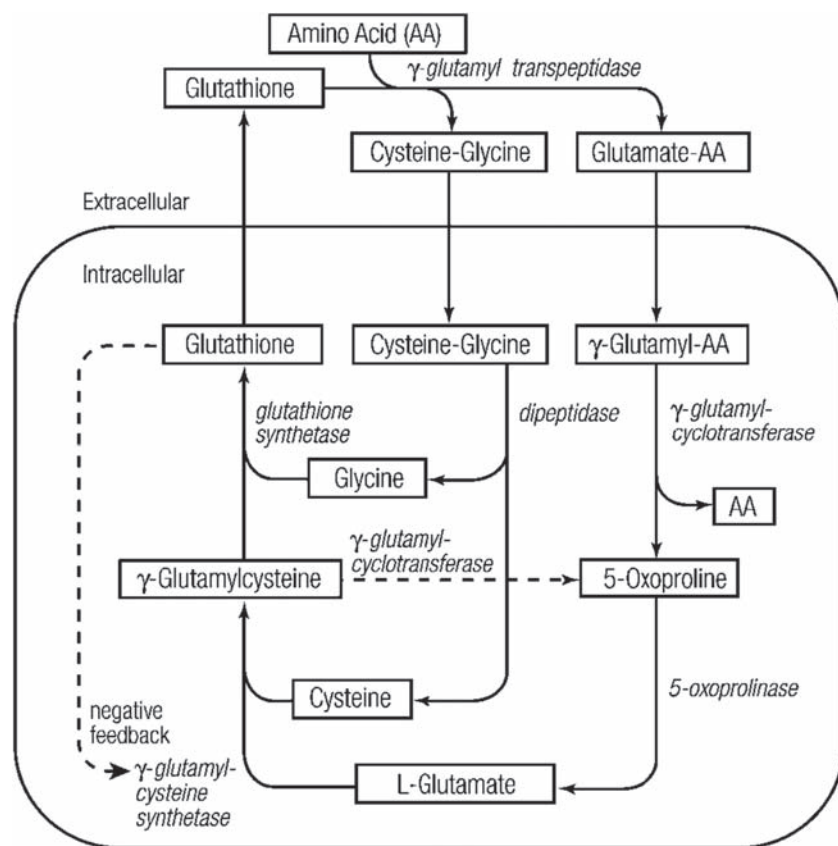 Amino Acid (AA)
γ-glutamyl transpeptidase
Glutathione
Cysteine-Glycine
Glutamate-AA
Extracellular
Intracellular
Glutathione
Cysteine-Glycine
γ-Glutamyl-AA
glutathione
synthetase
dipeptidase
γ-glutamyl-
cyclotransferase
Glycine
AA
γ-glutamyl-
cyclotransferase
γ-Glutamylcysteine
5-Oxoproline
Cysteine
5-oxoprolinase
negative
feedback
γ-glutamyl-
cysteine
synthetase
L-Glutamate